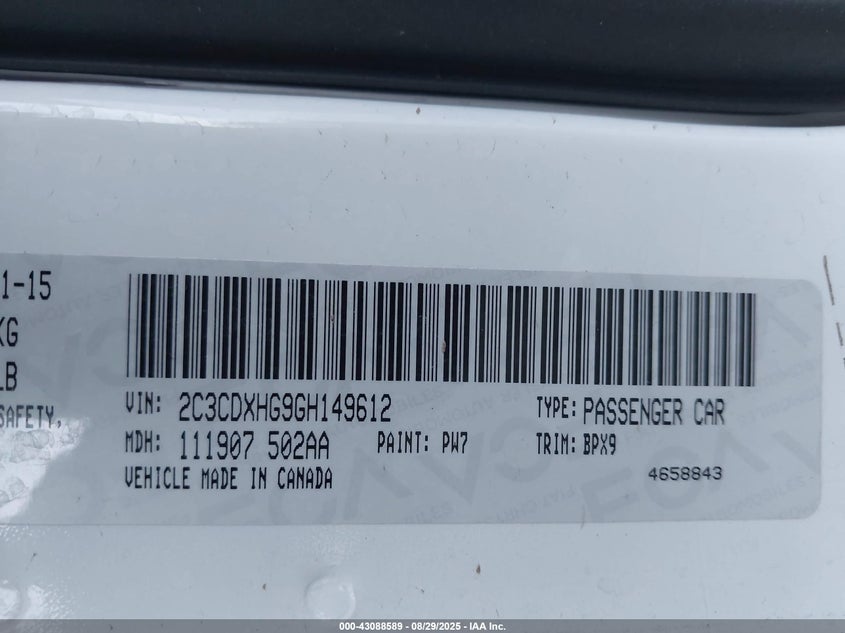 1-15
KG
LB
SAFETY,
VIN: 2C3CDXHG9GH149612 TYPE: PASSENGER CAR
MDH: 111907 502AA PAINT: PW7 TRIM: BPX9
VEHICLE MADE IN CANADA 4658843
000-43088589 - 08/29/2025 - IAA Inc.